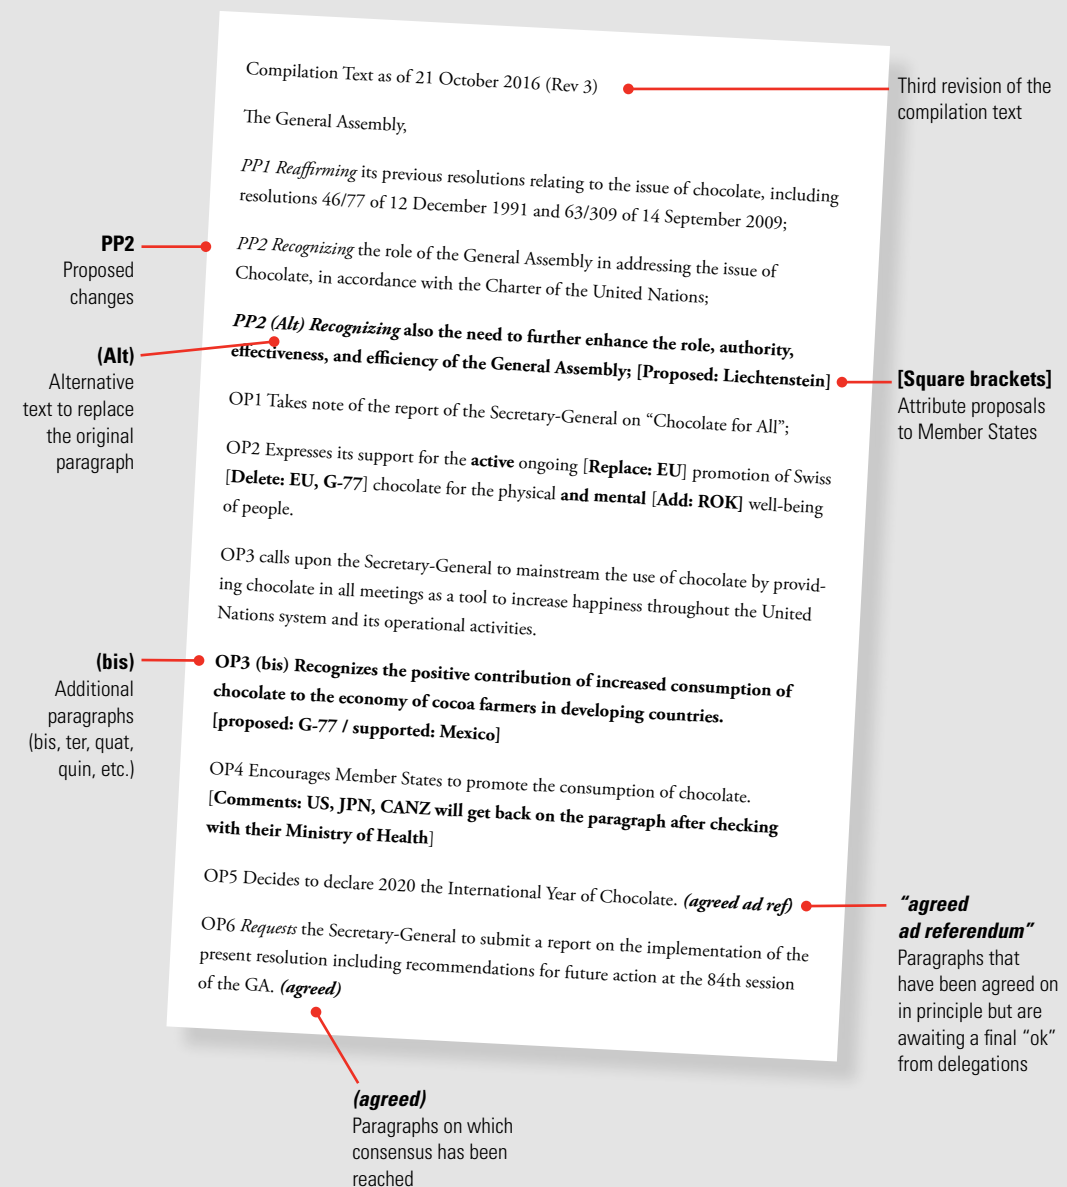 Compilation Text as of 21 October 2016 (Rev 3)
Third revision of the
compilation text
The General Assembly,
PP1 Reaffirming its previous resolutions relating to the issue of chocolate, including
resolutions 46/77 of 12 December 1991 and 63/309 of 14 September 2009;
PP2
Proposed
changes
PP2 Recognizing the role of the General Assembly in addressing the issue of
Chocolate, in accordance with the Charter of the United Nations;
(Alt)
Alternative
text to replace
the original
paragraph
PP2 (Alt) Recognizing also the need to further enhance the role, authority,
effectiveness, and efficiency of the General Assembly; [Proposed: Liechtenstein]
[Square brackets]
Attribute proposals
to Member States
OP1 Takes note of the report of the Secretary-General on “Chocolate for All”;
OP2 Expresses its support for the active ongoing [Replace: EU] promotion of Swiss
[Delete: EU, G-77] chocolate for the physical and mental [Add: ROK] well-being
of people.
OP3 calls upon the Secretary-General to mainstream the use of chocolate by provid-
ing chocolate in all meetings as a tool to increase happiness throughout the United
Nations system and its operational activities.
(bis)
Additional
paragraphs
(bis, ter, quat,
quin, etc.)
OP3 (bis) Recognizes the positive contribution of increased consumption of
chocolate to the economy of cocoa farmers in developing countries.
[proposed: G-77 / supported: Mexico]
OP4 Encourages Member States to promote the consumption of chocolate.
[Comments: US, JPN, CANZ will get back on the paragraph after checking
with their Ministry of Health]
OP5 Decides to declare 2020 the International Year of Chocolate. (agreed ad ref)
“agreed
ad referendum”
Paragraphs that
have been agreed on
in principle but are
awaiting a final “ok”
from delegations
OP6 Requests the Secretary-General to submit a report on the implementation of the
present resolution including recommendations for future action at the 84th session
of the GA. (agreed)
(agreed)
Paragraphs on which
consensus has been
reached